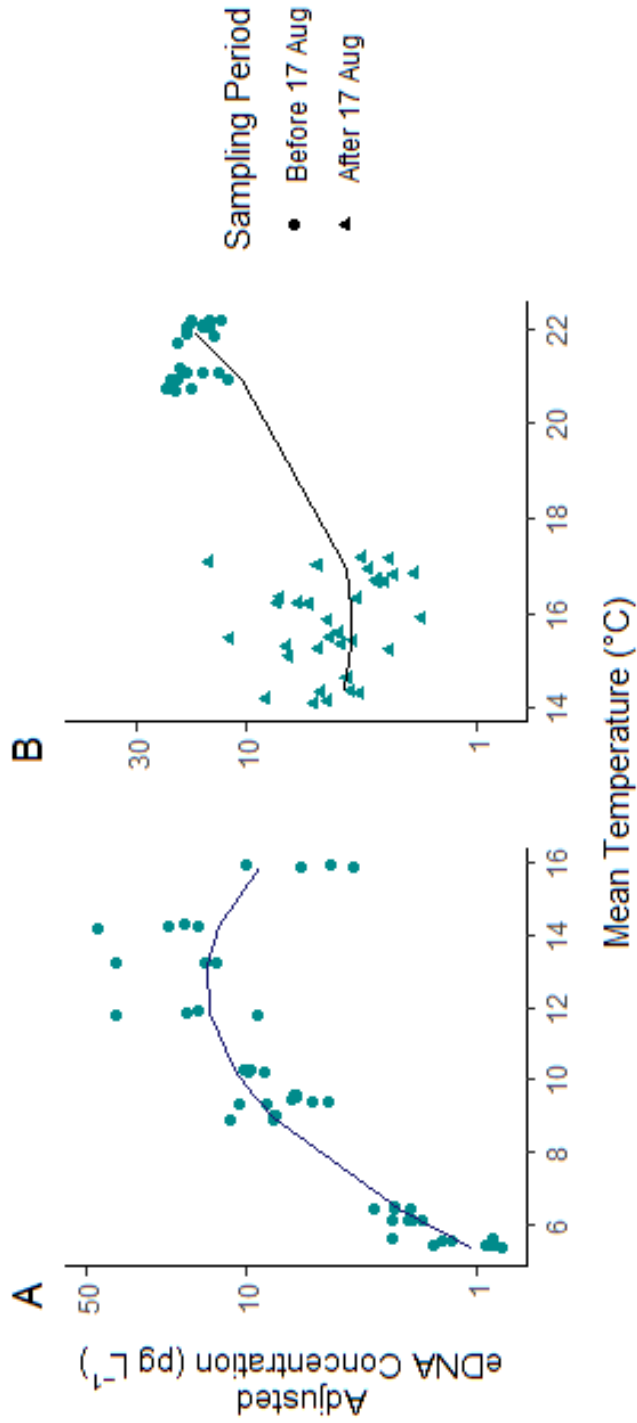 A
B
50
10
1
30
10
1
6
8
10
12
14
16
14
16
18
20
22
Adjusted
eDNA Concentration (pg L⁻¹)
Mean Temperature (°C)
Sampling Period
Before 17 Aug
After 17 Aug